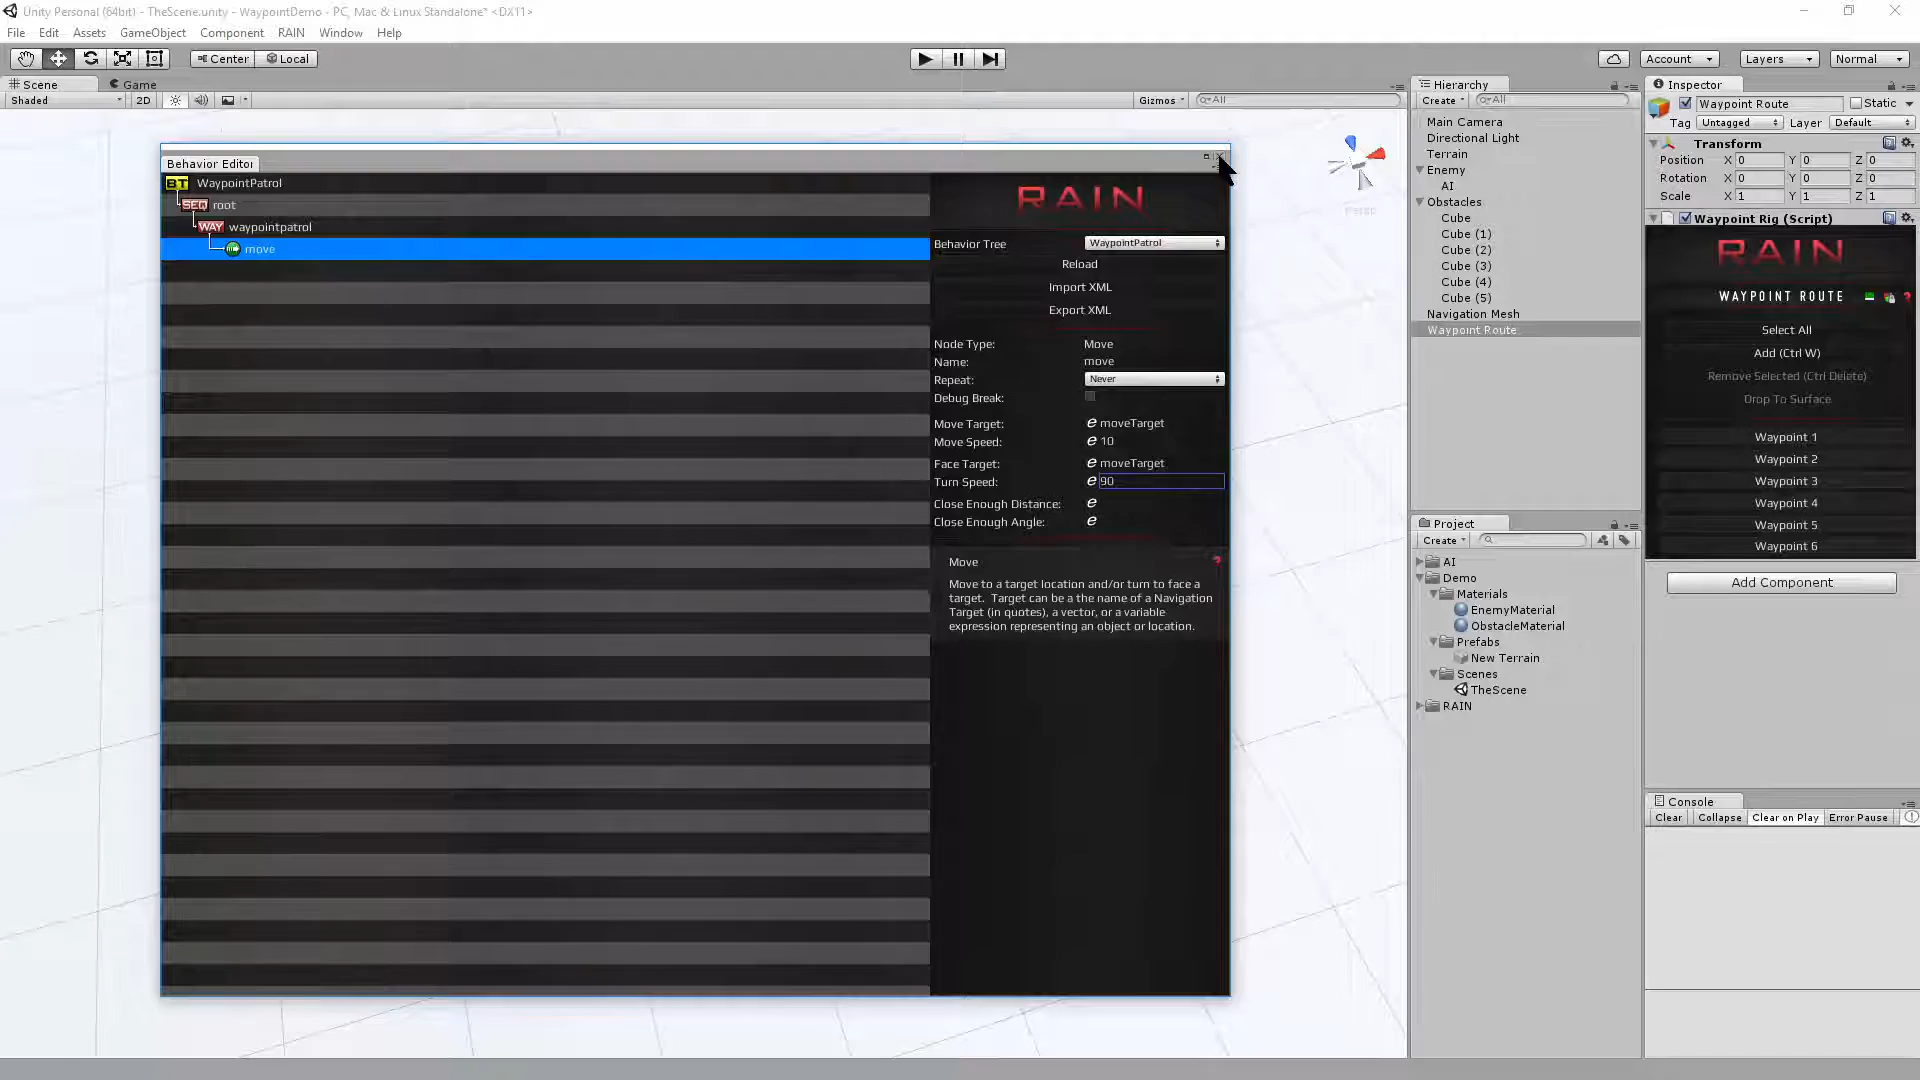 Unity Personal (64bit) - TheScene.unity - WaypointDemo - PC, Mac & Linux Standalone* <DX11>
File Edit Assets GameObject Component RAIN Window Help
Center Local Account Layers Normal
Scene Game
Shaded 2D Gizmos All
Behavior Editor
WaypointPatrol
root
waypointpatrol
move
BT
SEQ
WAY
RAIN
Behavior Tree WaypointPatrol
Reload
Import XML
Export XML
Node Type: Move
Name: move
Repeat: Never
Debug Break:
Move Target: e moveTarget
Move Speed: e 10
Face Target: e moveTarget
Turn Speed: e 90
Close Enough Distance: e
Close Enough Angle: e
Move ?
Move to a target location and/or turn to face a
target. Target can be a the name of a Navigation
Target (in quotes), a vector, or a variable
expression representing an object or location.
Persp
Hierarchy
Create All
Main Camera
Directional Light
Terrain
Enemy
AI
Obstacles
Cube
Cube (1)
Cube (2)
Cube (3)
Cube (4)
Cube (5)
Navigation Mesh
Waypoint Route
Project
Create
AI
Demo
Materials
EnemyMaterial
ObstacleMaterial
Prefabs
New Terrain
Scenes
TheScene
RAIN
Inspector
Waypoint Route Static
Tag Untagged Layer Default
Transform
Position X 0 Y 0 Z 0
Rotation X 0 Y 0 Z 0
Scale X 1 Y 1 Z 1
Waypoint Rig (Script)
RAIN
WAYPOINT ROUTE ?
Select All
Add (Ctrl W)
Remove Selected (Ctrl Delete)
Drop To Surface
Waypoint 1
Waypoint 2
Waypoint 3
Waypoint 4
Waypoint 5
Waypoint 6
Add Component
Console
Clear Collapse Clear on Play Error Pause